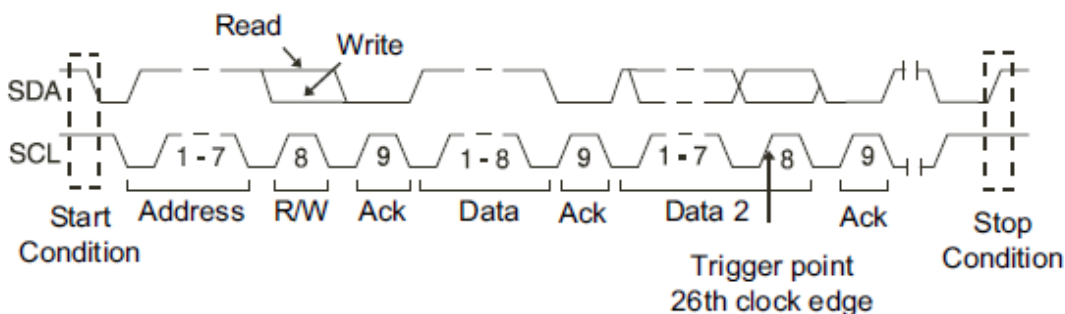 Read
Write
SDA
SCL
1 - 7 8 9 1 - 8 9 1 - 7 8 9
Start Condition
Address R/W Ack Data Ack Data 2 Ack
Stop Condition
Trigger point
26th clock edge